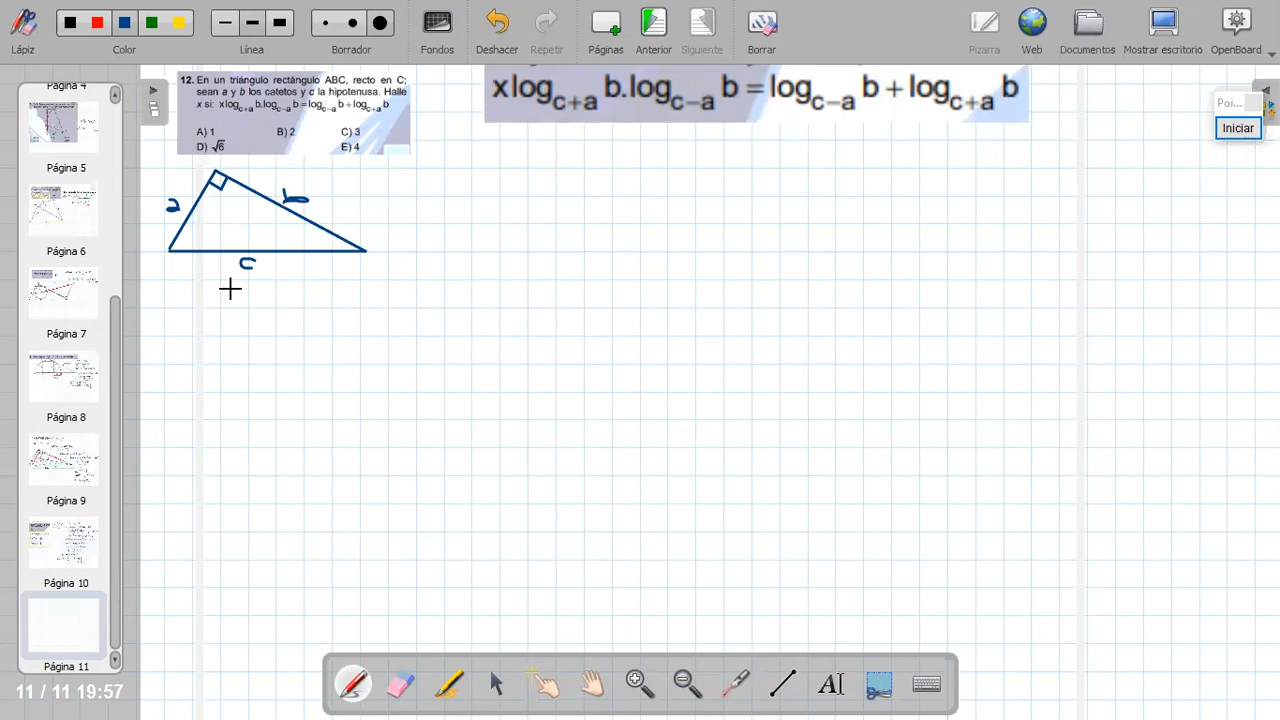 Lápiz
Color
Línea
Borrador
Fondos
Deshacer
Repetir
Páginas
Anterior
Siguiente
Borrar
Pizarra
Web
Documentos
Mostrar escritorio
OpenBoard
Página 4
Página 5
Página 6
Página 7
Página 8
Página 9
Página 10
Página 11
11 / 11 19:57
12. En un triángulo rectángulo ABC, recto en C;
sean a y b los catetos y c la hipotenusa. Halle
x si: xlog_{c+a} b.log_{c−a} b = log_{c−a} b + log_{c+a} b
A) 1 B) 2 C) 3
D) √6 E) 4
xlog_{c+a} b.log_{c−a} b = log_{c−a} b + log_{c+a} b
a
b
c
Poi...
Iniciar
A